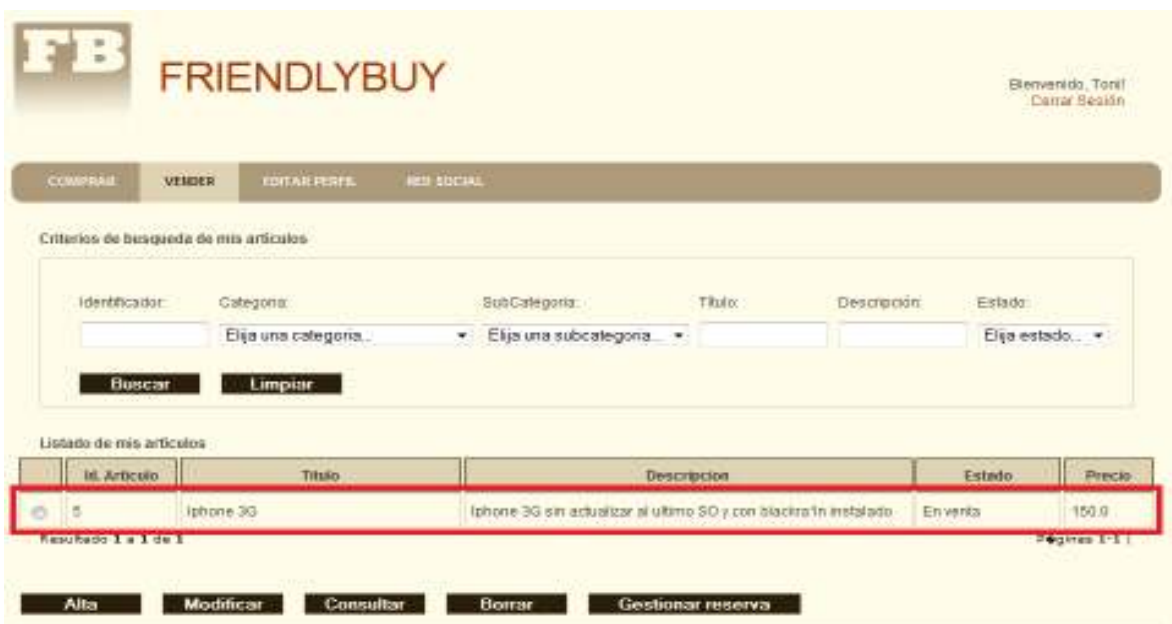 FB
FRIENDLYBUY
Bienvenido, Toni!
Cerrar Sesión
COMPRAR VENDER EDITAR PERFIL RED SOCIAL
Criterios de busqueda de mis articulos
Identificador: Categoria: SubCategoria: Título: Descripción: Estado:
Elija una categoria... Elija una subcategoria... Elija estado...
Buscar Limpiar
Listado de mis articulos
Id. Articulo Titulo Descripcion Estado Precio
5 Iphone 3G Iphone 3G sin actualizar al ultimo SO y con blackra1n instalado En venta 150.0
Resultado 1 a 1 de 1 P�ginas 1-1 |
Alta Modificar Consultar Borrar Gestionar reserva